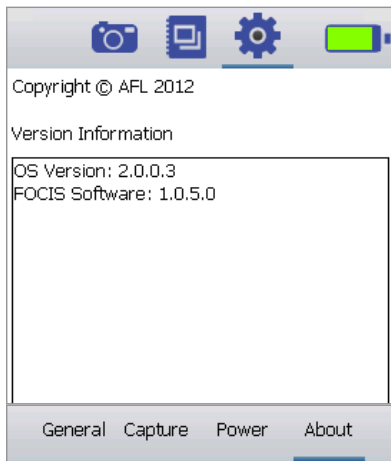 Copyright © AFL 2012
Version Information
OS Version: 2.0.0.3
FOCIS Software: 1.0.5.0
General Capture Power About